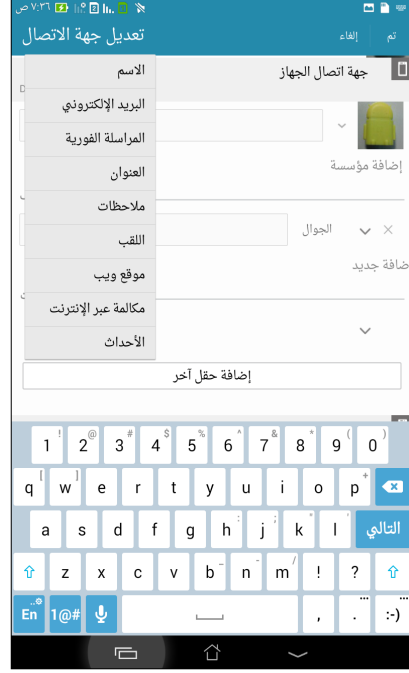 ٧:٣٦ ص
تعديل جهة الاتصال
إلغاء
تم
جهة اتصال الجهاز
D
الاسم
البريد الإلكتروني
المراسلة الفورية
العنوان
ملاحظات
اللقب
موقع ويب
مكالمة عبر الإنترنت
الأحداث
إضافة مؤسسة
الجوال
ضافة جديد
إضافة حقل آخر
1 ! 2 @ 3 # 4 $ 5 % 6 ^ 7 & 8 * 9 ( 0 )
q [ w ] e r t y u i o p +
a s d f g h : j ; k " l ' التالي
z x c v b _ n - m / ! ?
En 1@# , . ... :-) ...